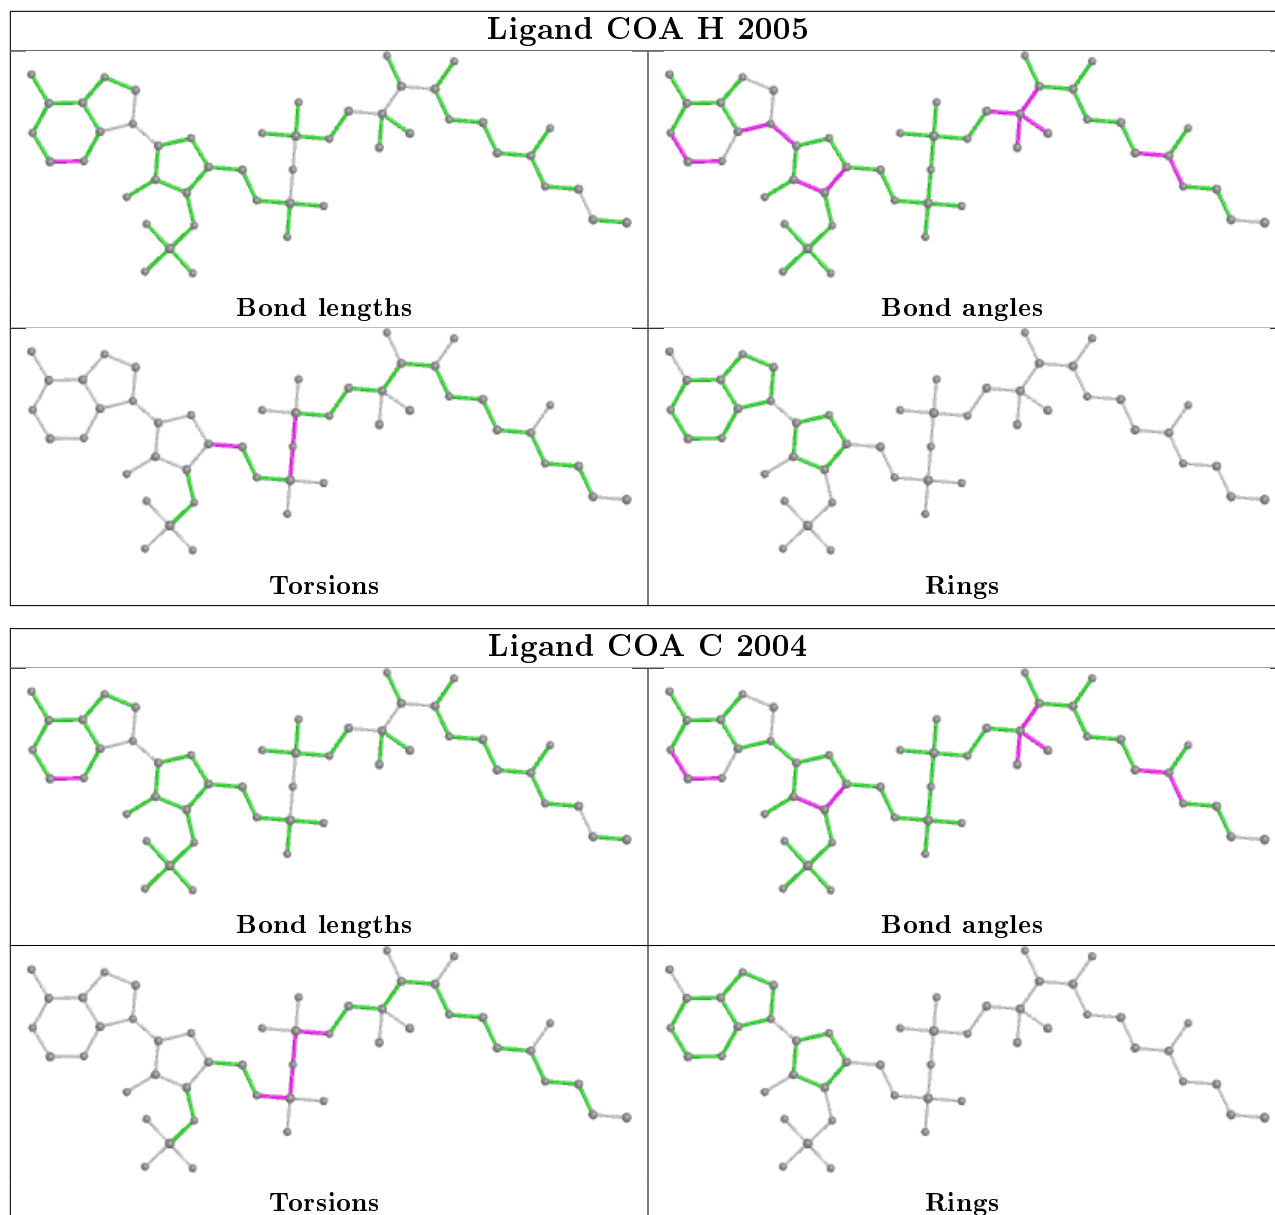 Ligand COA H 2005
Bond lengths
Bond angles
Torsions
Rings
Ligand COA C 2004
Bond lengths
Bond angles
Torsions
Rings